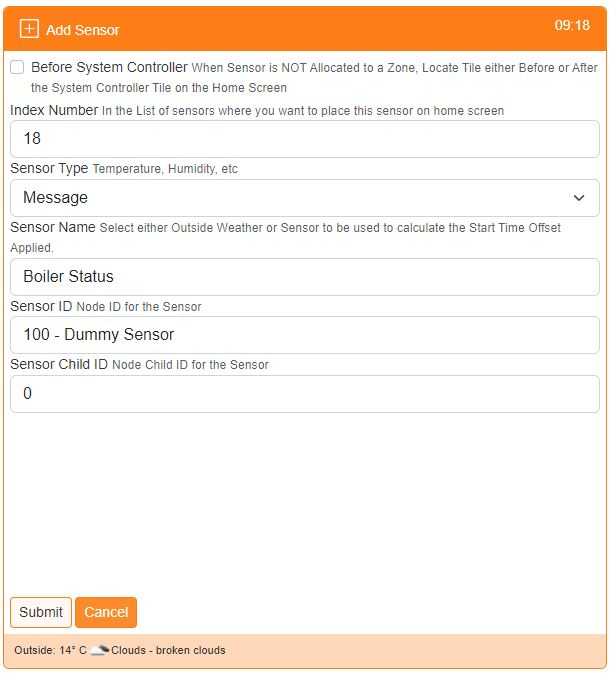 Add Sensor 09:18
Before System Controller When Sensor is NOT Allocated to a Zone, Locate Tile either Before or After
the System Controller Tile on the Home Screen
Index Number In the List of sensors where you want to place this sensor on home screen
18
Sensor Type Temperature, Humidity, etc
Message
Sensor Name Select either Outside Weather or Sensor to be used to calculate the Start Time Offset
Applied.
Boiler Status
Sensor ID Node ID for the Sensor
100 - Dummy Sensor
Sensor Child ID Node Child ID for the Sensor
0
Submit Cancel
Outside: 14° C Clouds - broken clouds